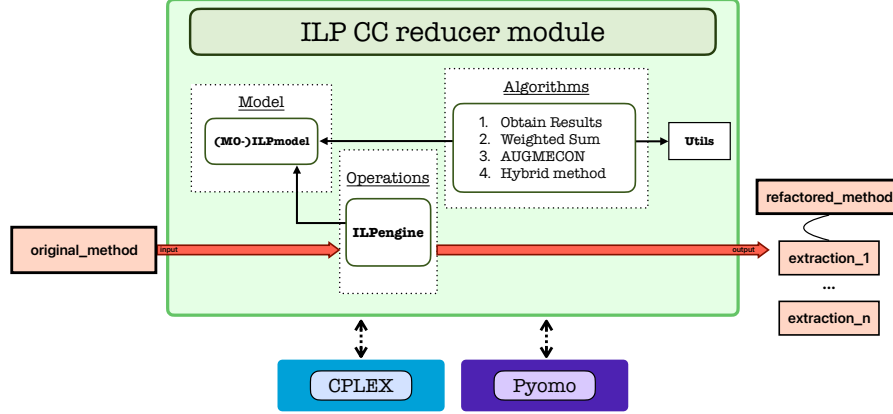 ILP CC reducer module
Algorithms
Model
1. Obtain Results
2. Weighted Sum
3. AUGMECON
4. Hybrid method
(MO-)ILPmodel
Utils
Operations
ILPengine
refactored_method
original_method
input
output
extraction_1
...
extraction_n
CPLEX
Pyomo